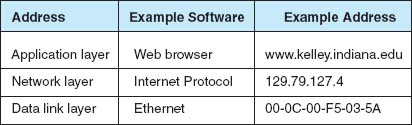 Address Example Software Example Address
Application layer Web browser www.kelley.indiana.edu
Network layer Internet Protocol 129.79.127.4
Data link layer Ethernet 00-0C-00-F5-03-5A